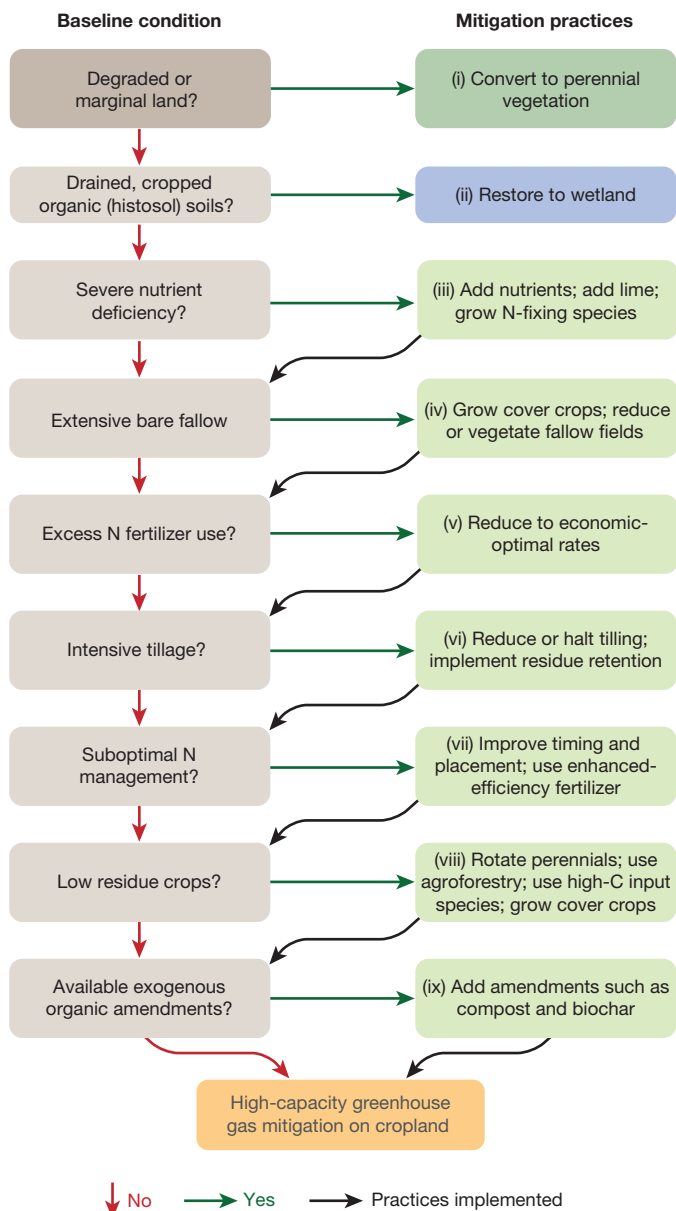 Baseline condition
Mitigation practices
Degraded or
marginal land?
(i) Convert to perennial
vegetation
Drained, cropped
organic (histosol) soils?
(ii) Restore to wetland
Severe nutrient
deficiency?
(iii) Add nutrients; add lime;
grow N-fixing species
Extensive bare fallow
(iv) Grow cover crops; reduce
or vegetate fallow fields
Excess N fertilizer use?
(v) Reduce to economic-
optimal rates
Intensive tillage?
(vi) Reduce or halt tilling;
implement residue retention
Suboptimal N
management?
(vii) Improve timing and
placement; use enhanced-
efficiency fertilizer
Low residue crops?
(viii) Rotate perennials; use
agroforestry; use high-C input
species; grow cover crops
Available exogenous
organic amendments?
(ix) Add amendments such as
compost and biochar
High-capacity greenhouse
gas mitigation on cropland
No
Yes
Practices implemented